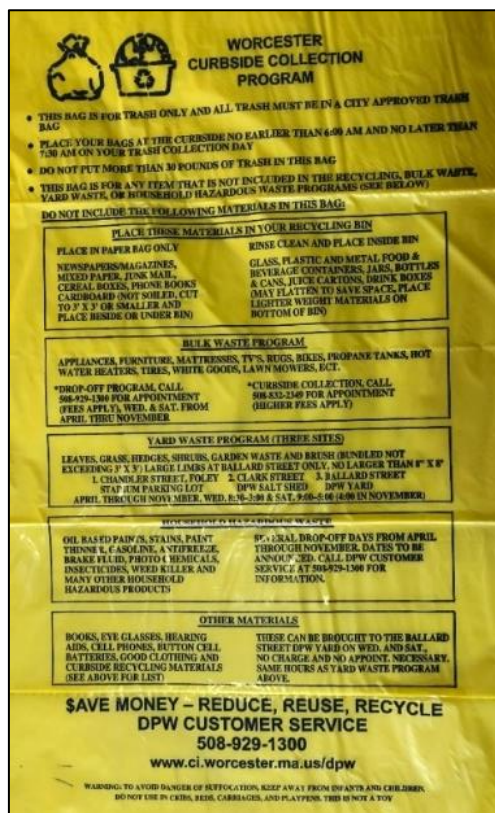 WORCESTER
CURBSIDE COLLECTION
PROGRAM
• THIS BAG IS FOR TRASH ONLY AND ALL TRASH MUST BE IN A CITY APPROVED TRASH
BAG
• PLACE YOUR BAGS AT THE CURBSIDE NO EARLIER THAN 6:00 AM AND NO LATER THAN
7:30 AM ON YOUR TRASH COLLECTION DAY
• DO NOT PUT MORE THAN 30 POUNDS OF TRASH IN THIS BAG
• THIS BAG IS FOR ANY ITEM THAT IS NOT INCLUDED IN THE RECYCLING, BULK WASTE,
YARD WASTE, OR HOUSEHOLD HAZARDOUS WASTE PROGRAMS (SEE BELOW)
DO NOT INCLUDE THE FOLLOWING MATERIALS IN THIS BAG:
PLACE THESE MATERIALS IN YOUR RECYCLING BIN
PLACE IN PAPER BAG ONLY
NEWSPAPERS/MAGAZINES,
MIXED PAPER, JUNK MAIL,
CEREAL BOXES, PHONE BOOKS
CARDBOARD (NOT SOILED, CUT
TO 3' X 3' OR SMALLER AND
PLACE BESIDE OR UNDER BIN)
RINSE CLEAN AND PLACE INSIDE BIN
GLASS, PLASTIC AND METAL FOOD &
BEVERAGE CONTAINERS, JARS, BOTTLES
& CANS, JUICE CARTONS, DRINK BOXES
(MAY FLATTEN TO SAVE SPACE, PLACE
LIGHTER WEIGHT MATERIALS ON
BOTTOM OF BIN)
BULK WASTE PROGRAM
APPLIANCES, FURNITURE, MATTRESSES, TV'S, RUGS, BIKES, PROPANE TANKS, HOT
WATER HEATERS, TIRES, WHITE GOODS, LAWN MOWERS, ECT.
*DROP-OFF PROGRAM, CALL
508-929-1300 FOR APPOINTMENT
(FEES APPLY), WED. & SAT. FROM
APRIL THRU NOVEMBER
*CURBSIDE COLLECTION, CALL
508-832-2349 FOR APPOINTMENT
(HIGHER FEES APPLY)
YARD WASTE PROGRAM (THREE SITES)
LEAVES, GRASS, HEDGES, SHRUBS, GARDEN WASTE AND BRUSH (BUNDLED NOT
EXCEEDING 3' X 3') LARGE LIMBS AT BALLARD STREET ONLY, NO LARGER THAN 8" X 8'
1. CHANDLER STREET, FOLEY 2. CLARK STREET 3. BALLARD STREET
STADIUM PARKING LOT DPW SALT SHED DPW YARD
APRIL THROUGH NOVEMBER, WED. 8:30-3:00 & SAT. 9:00-5:00 (4:00 IN NOVEMBER)
HOUSEHOLD HAZARDOUS WASTE
OIL BASED PAINTS, STAINS, PAINT
THINNER, GASOLINE, ANTIFREEZE,
BRAKE FLUID, PHOTO CHEMICALS,
INSECTICIDES, WEED KILLER AND
MANY OTHER HOUSEHOLD
HAZARDOUS PRODUCTS
SEVERAL DROP-OFF DAYS FROM APRIL
THROUGH NOVEMBER. DATES TO BE
ANNOUNCED. CALL DPW CUSTOMER
SERVICE AT 508-929-1300 FOR
INFORMATION.
OTHER MATERIALS
BOOKS, EYE GLASSES, HEARING
AIDS, CELL PHONES, BUTTON CELL
BATTERIES, GOOD CLOTHING AND
CURBSIDE RECYCLING MATERIALS
(SEE ABOVE FOR LIST)
THESE CAN BE BROUGHT TO THE BALLARD
STREET DPW YARD ON WED. AND SAT.,
NO CHARGE AND NO APPOINT. NECESSARY.
SAME HOURS AS YARD WASTE PROGRAM
ABOVE.
$AVE MONEY – REDUCE, REUSE, RECYCLE
DPW CUSTOMER SERVICE
508-929-1300
www.ci.worcester.ma.us/dpw
WARNING: TO AVOID DANGER OF SUFFOCATION, KEEP AWAY FROM INFANTS AND CHILDREN.
DO NOT USE IN CRIBS, BEDS, CARRIAGES, AND PLAYPENS. THIS IS NOT A TOY